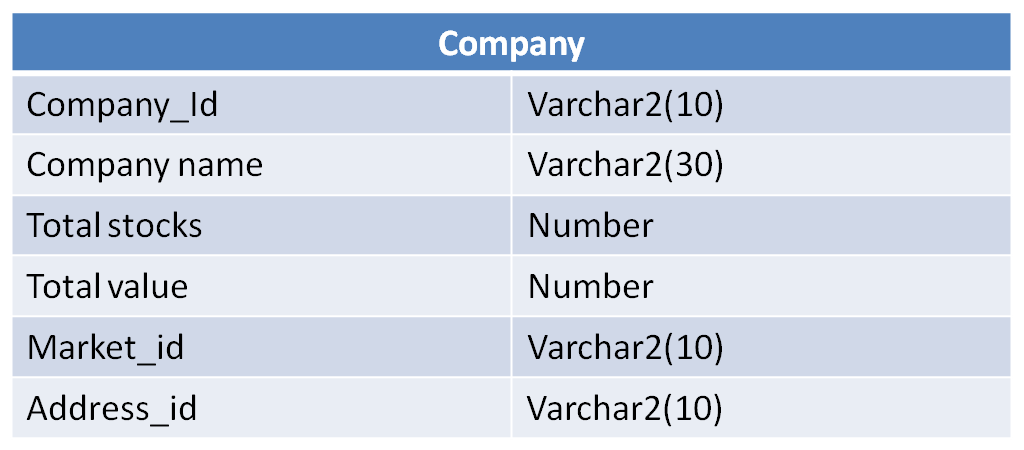 Company
Company_Id Varchar2(10)
Company name Varchar2(30)
Total stocks Number
Total value Number
Market_id Varchar2(10)
Address_id Varchar2(10)